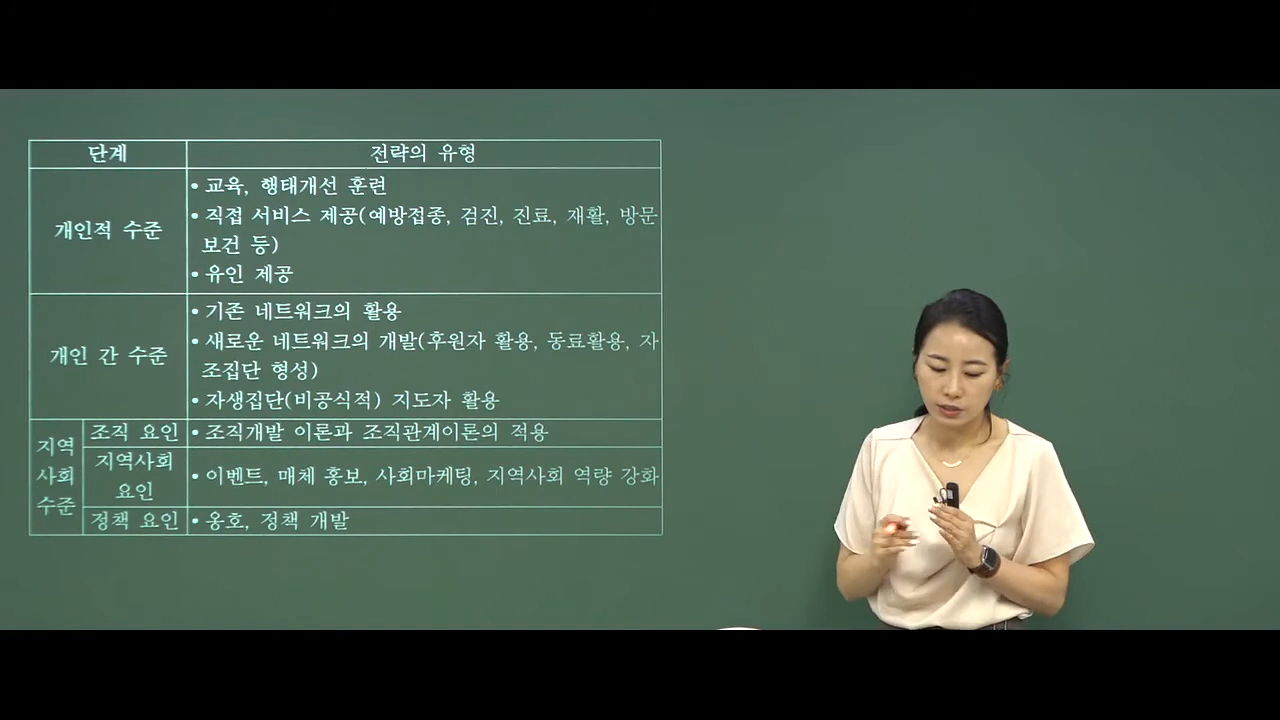 단계 전략의 유형
개인적 수준
• 교육, 행태개선 훈련
• 직접 서비스 제공(예방접종, 검진, 진료, 재활, 방문
보건 등)
• 유인 제공
개인 간 수준
• 기존 네트워크의 활용
• 새로운 네트워크의 개발(후원자 활용, 동료활용, 자
조집단 형성)
• 자생집단(비공식적) 지도자 활용
지역
사회
수준
조직 요인 • 조직개발 이론과 조직관계이론의 적용
지역사회
요인
• 이벤트, 매체 홍보, 사회마케팅, 지역사회 역량 강화
정책 요인 • 옹호, 정책 개발